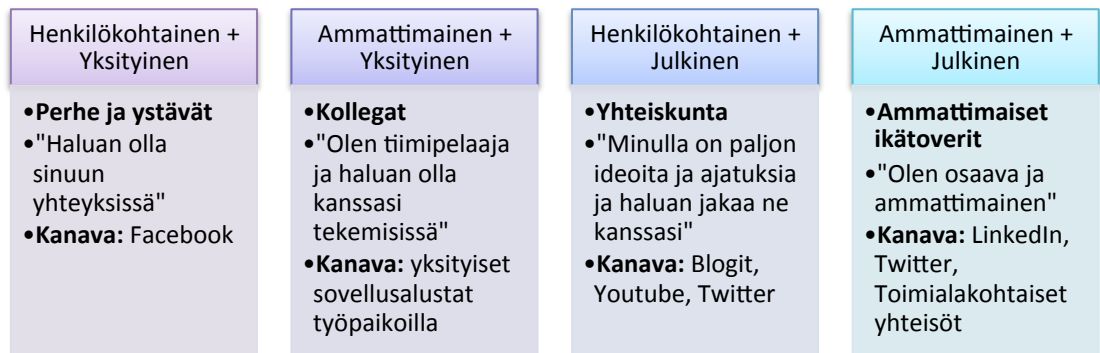 Henkilökohtainen +
Yksityinen
•Perhe ja ystävät
•"Haluan olla
sinuun
yhteyksissä"
•Kanava: Facebook
Ammattimainen +
Yksityinen
•Kollegat
•"Olen tiimipelaaja
ja haluan olla
kanssasi
tekemisissä"
•Kanava: yksityiset
sovellusalustat
työpaikoilla
Henkilökohtainen +
Julkinen
•Yhteiskunta
•"Minulla on paljon
ideoita ja ajatuksia
ja haluan jakaa ne
kanssasi"
•Kanava: Blogit,
Youtube, Twitter
Ammattimainen +
Julkinen
•Ammattimaiset
ikätoverit
•"Olen osaava ja
ammattimainen"
•Kanava: LinkedIn,
Twitter,
Toimialakohtaiset
yhteisöt